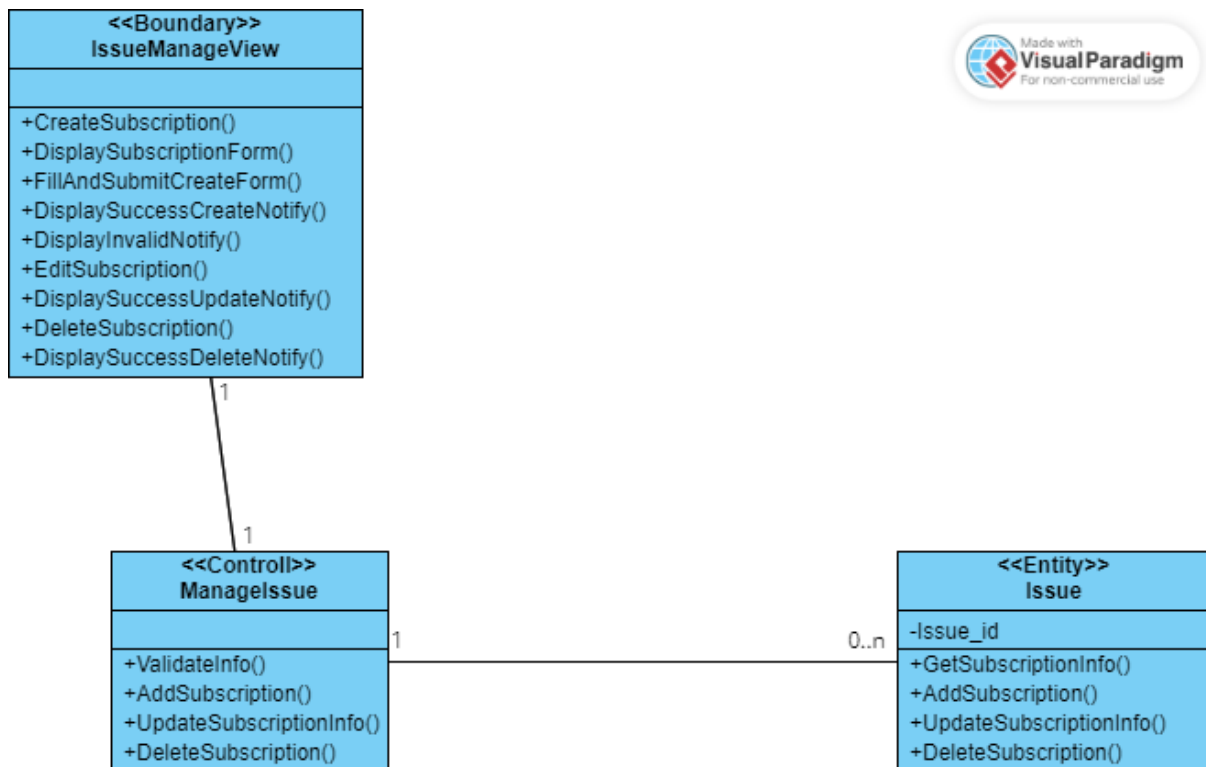 <<Boundary>>
IssueManageView
+CreateSubscription()
+DisplaySubscriptionForm()
+FillAndSubmitCreateForm()
+DisplaySuccessCreateNotify()
+DisplayInvalidNotify()
+EditSubscription()
+DisplaySuccessUpdateNotify()
+DeleteSubscription()
+DisplaySuccessDeleteNotify()
Made with
Visual Paradigm
For non-commercial use
1
1
<<Controll>>
ManageIssue
+ValidateInfo()
+AddSubscription()
+UpdateSubscriptionInfo()
+DeleteSubscription()
1
0..n
<<Entity>>
Issue
-Issue_id
+GetSubscriptionInfo()
+AddSubscription()
+UpdateSubscriptionInfo()
+DeleteSubscription()